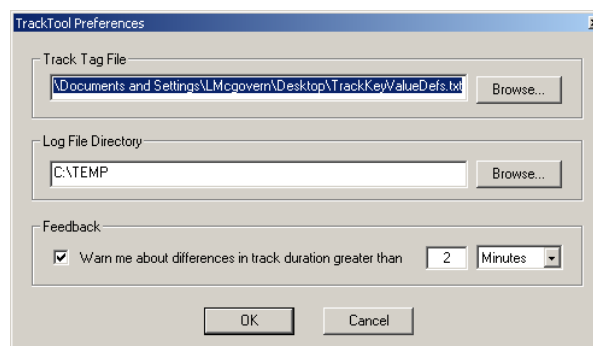 TrackTool Preferences
Track Tag File
\Documents and Settings\LMcgovern\Desktop\TrackKeyValueDefs.txt
Browse...
Log File Directory
C:\TEMP
Browse...
Feedback
Warn me about differences in track duration greater than 2 Minutes
OK Cancel